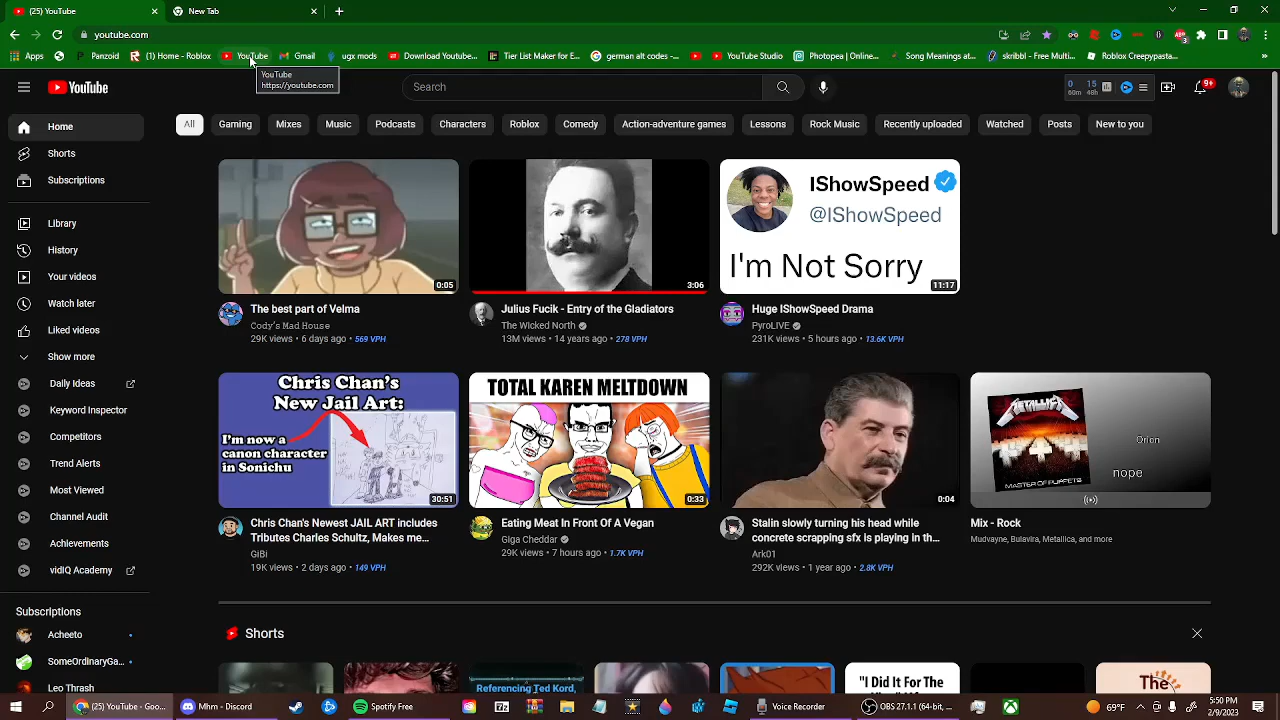 (25) YouTube
New Tab
youtube.com
Apps
Panzoid
(1) Home - Roblox
YouTube
Gmail
ugx mods
Download Youtube...
Tier List Maker for E...
german alt codes -...
YouTube Studio
Photopea | Online...
Song Meanings at...
skribbl - Free Multi...
Roblox Creepypasta...
YouTube
https://youtube.com
YouTube
Search
0 15
60m 48h
9+
Home
Shorts
Subscriptions
Library
History
Your videos
Watch later
Liked videos
Show more
Daily Ideas
Keyword Inspector
Competitors
Trend Alerts
Most Viewed
Channel Audit
Achievements
vidIQ Academy
Subscriptions
Acheeto
SomeOrdinaryGa...
Leo Thrash
All
Gaming
Mixes
Music
Podcasts
Characters
Roblox
Comedy
Action-adventure games
Lessons
Rock Music
Recently uploaded
Watched
Posts
New to you
0:05
The best part of Velma
Cody's Mad House
29K views • 6 days ago • 569 VPH
3:06
Julius Fucik - Entry of the Gladiators
The Wicked North
13M views • 14 years ago • 278 VPH
IShowSpeed
@IShowSpeed
I'm Not Sorry
11:17
Huge IShowSpeed Drama
PyroLIVE
231K views • 5 hours ago • 13.6K VPH
Chris Chan's
New Jail Art:
I'm now a
canon character
in Sonichu
30:51
Chris Chan's Newest JAIL ART includes
Tributes Charles Schultz, Makes me...
GiBi
19K views • 2 days ago • 149 VPH
TOTAL KAREN MELTDOWN
0:33
Eating Meat In Front Of A Vegan
Giga Cheddar
29K views • 7 hours ago • 1.7K VPH
0:04
Stalin slowly turning his head while
concrete scrapping sfx is playing in th...
Ark01
292K views • 1 year ago • 2.8K VPH
METALLICA
MASTER OF PUPPETS
Orion
nope
Mix - Rock
Mudvayne, Bulavira, Metallica, and more
Shorts
Referencing Ted Kord,
"I Did It For The
The
(25) YouTube - Goo...
Mhm - Discord
Spotify Free
Voice Recorder
OBS 27.1.1 (64-bit, ...
69°F
5:50 PM
2/9/2023